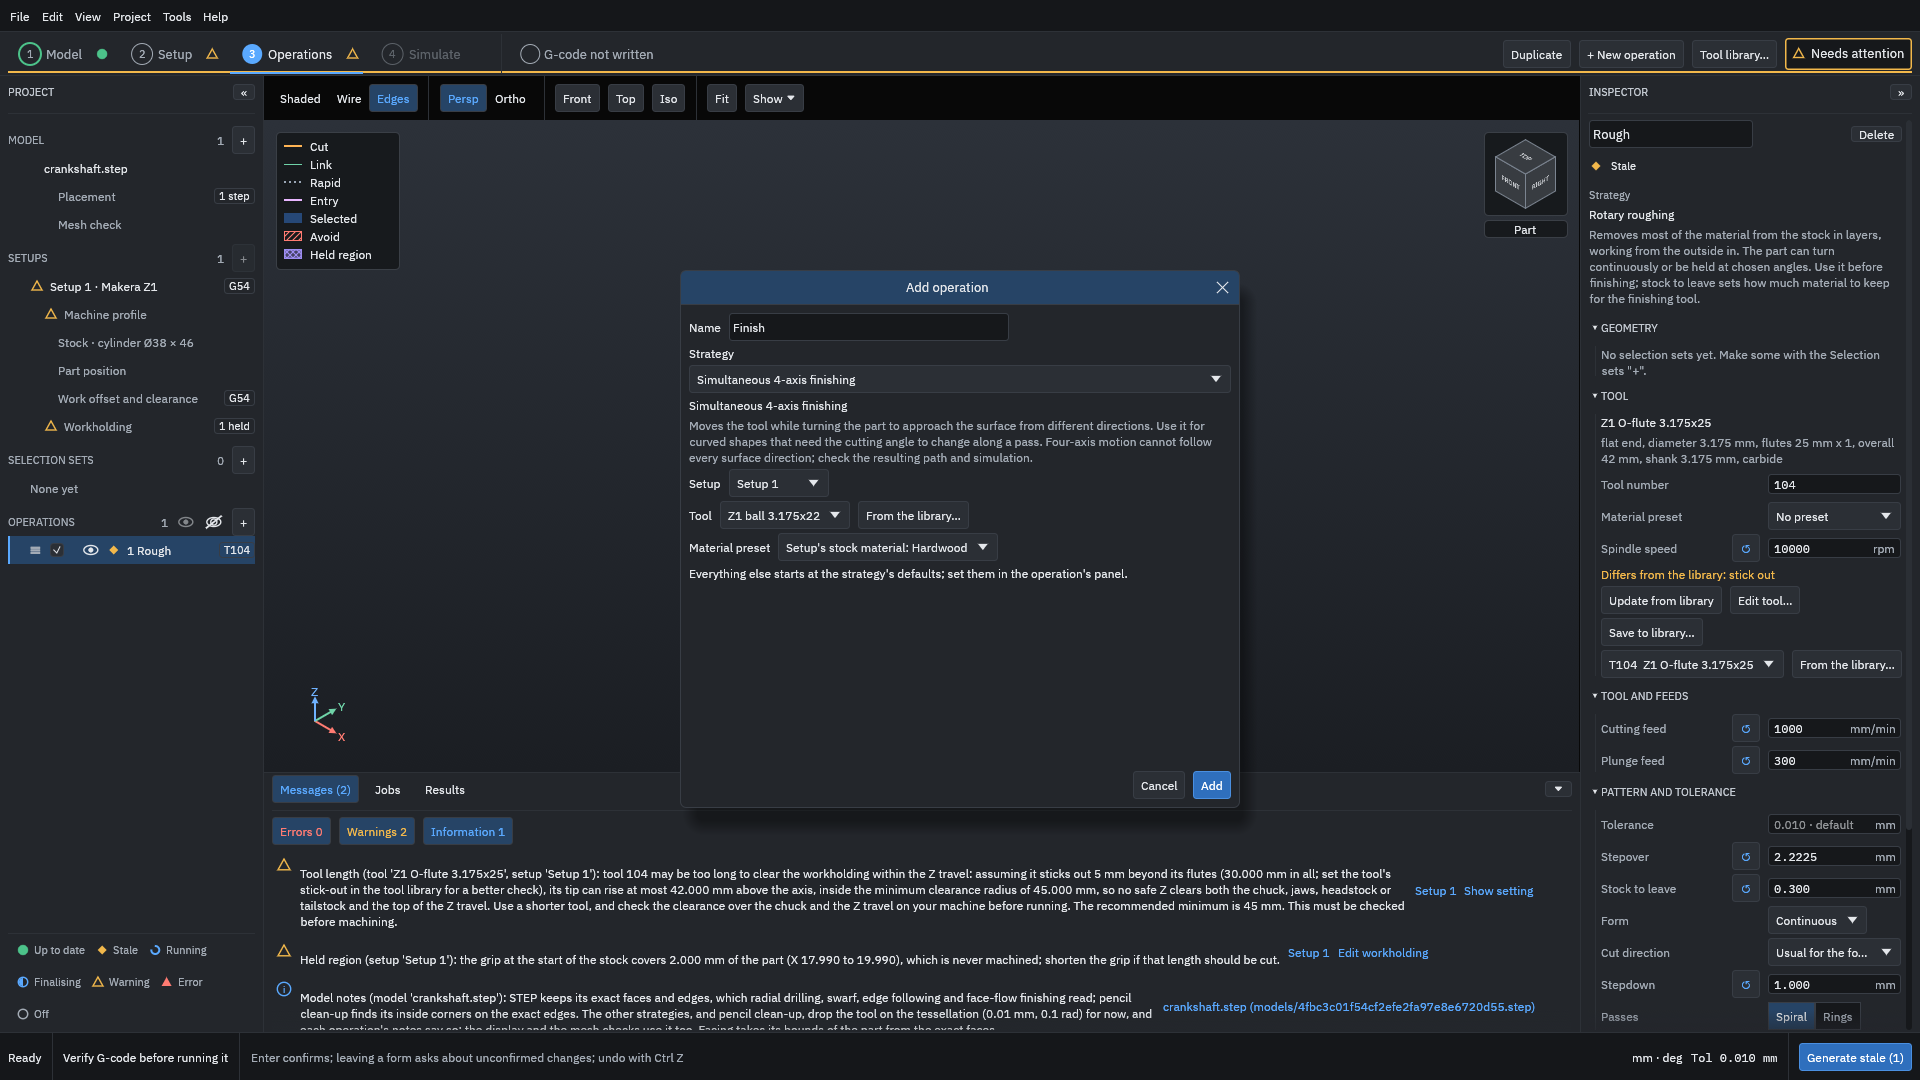 File Edit View Project Tools Help
1 Model 2 Setup 3 Operations 4 Simulate G-code not written Duplicate + New operation Tool library... Needs attention
PROJECT «
MODEL 1 +
crankshaft.step
Placement 1 step
Mesh check
SETUPS 1 +
Setup 1 · Makera Z1 G54
Machine profile
Stock · cylinder Ø38 × 46
Part position
Work offset and clearance G54
Workholding 1 held
SELECTION SETS 0 +
None yet
OPERATIONS 1 +
1 Rough T104
Up to date Stale Running
Finalising Warning Error
Off
Shaded Wire Edges Persp Ortho Front Top Iso Fit Show
Cut
Link
Rapid
Entry
Selected
Avoid
Held region
TOP
FRONT RIGHT
Part
Z
Y
X
Add operation
Name Finish
Strategy
Simultaneous 4-axis finishing
Simultaneous 4-axis finishing
Moves the tool while turning the part to approach the surface from different directions. Use it for
curved shapes that need the cutting angle to change along a pass. Four-axis motion cannot follow
every surface direction; check the resulting path and simulation.
Setup Setup 1
Tool Z1 ball 3.175x22 From the library...
Material preset Setup's stock material: Hardwood
Everything else starts at the strategy's defaults; set them in the operation's panel.
Cancel Add
Messages (2) Jobs Results
Errors 0 Warnings 2 Information 1
Tool length (tool 'Z1 O-flute 3.175x25', setup 'Setup 1'): tool 104 may be too long to clear the workholding within the Z travel: assuming it sticks out 5 mm beyond its flutes (30.000 mm in all; set the tool's
stick-out in the tool library for a better check), its tip can rise at most 42.000 mm above the axis, inside the minimum clearance radius of 45.000 mm, so no safe Z clears both the chuck, jaws, headstock or
tailstock and the top of the Z travel. Use a shorter tool, and check the clearance over the chuck and the Z travel on your machine before running. The recommended minimum is 45 mm. This must be checked
before machining.
Setup 1 Show setting
Held region (setup 'Setup 1'): the grip at the start of the stock covers 2.000 mm of the part (X 17.990 to 19.990), which is never machined; shorten the grip if that length should be cut.
Setup 1 Edit workholding
Model notes (model 'crankshaft.step'): STEP keeps its exact faces and edges, which radial drilling, swarf, edge following and face-flow finishing read; pencil
clean-up finds its inside corners on the exact edges. The other strategies, and pencil clean-up, drop the tool on the tessellation (0.01 mm, 0.1 rad) for now, and
each operation's notes say so; the display and the mesh checks use it too. Facing takes its bounds of the part from the exact faces.
crankshaft.step (models/4fbc3c01f54cf2efe2fa97e8e6720d55.step)
INSPECTOR »
Rough Delete
Stale
Strategy
Rotary roughing
Removes most of the material from the stock in layers,
working from the outside in. The part can turn
continuously or be held at chosen angles. Use it before
finishing; stock to leave sets how much material to keep
for the finishing tool.
GEOMETRY
No selection sets yet. Make some with the Selection
sets "+".
TOOL
Z1 O-flute 3.175x25
flat end, diameter 3.175 mm, flutes 25 mm x 1, overall
42 mm, shank 3.175 mm, carbide
Tool number 104
Material preset No preset
Spindle speed 10000 rpm
Differs from the library: stick out
Update from library Edit tool...
Save to library...
T104 Z1 O-flute 3.175x25 From the library...
TOOL AND FEEDS
Cutting feed 1000 mm/min
Plunge feed 300 mm/min
PATTERN AND TOLERANCE
Tolerance 0.010 · default mm
Stepover 2.2225 mm
Stock to leave 0.300 mm
Form Continuous
Cut direction Usual for the fo...
Stepdown 1.000 mm
Passes Spiral Rings
Ready Verify G-code before running it Enter confirms; leaving a form asks about unconfirmed changes; undo with Ctrl Z mm · deg Tol 0.010 mm Generate stale (1)